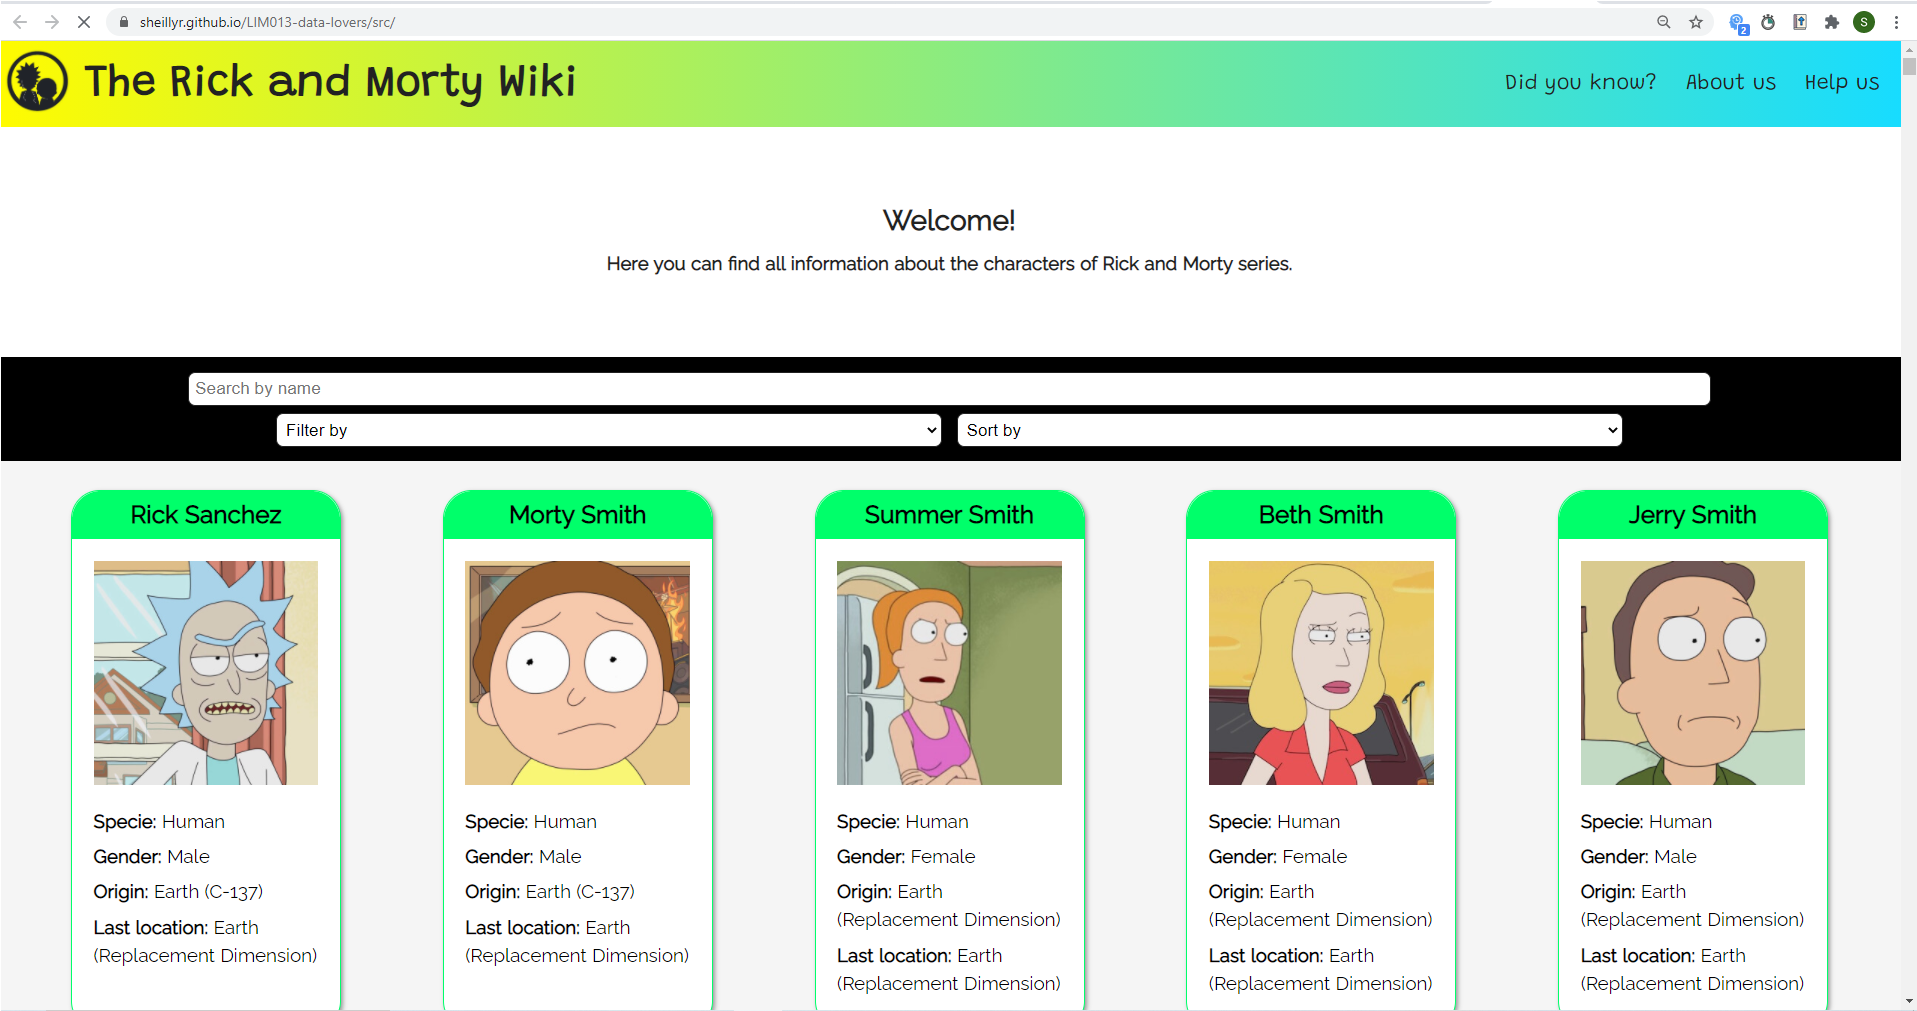 sheillyr.github.io/LIM013-data-lovers/src/
2
S
The Rick and Morty Wiki
Did you know? About us Help us
Welcome!
Here you can find all information about the characters of Rick and Morty series.
Search by name
Filter by Sort by
Rick Sanchez
Specie: Human
Gender: Male
Origin: Earth (C-137)
Last location: Earth
(Replacement Dimension)
Morty Smith
Specie: Human
Gender: Male
Origin: Earth (C-137)
Last location: Earth
(Replacement Dimension)
Summer Smith
Specie: Human
Gender: Female
Origin: Earth
(Replacement Dimension)
Last location: Earth
(Replacement Dimension)
Beth Smith
Specie: Human
Gender: Female
Origin: Earth
(Replacement Dimension)
Last location: Earth
(Replacement Dimension)
Jerry Smith
Specie: Human
Gender: Male
Origin: Earth
(Replacement Dimension)
Last location: Earth
(Replacement Dimension)